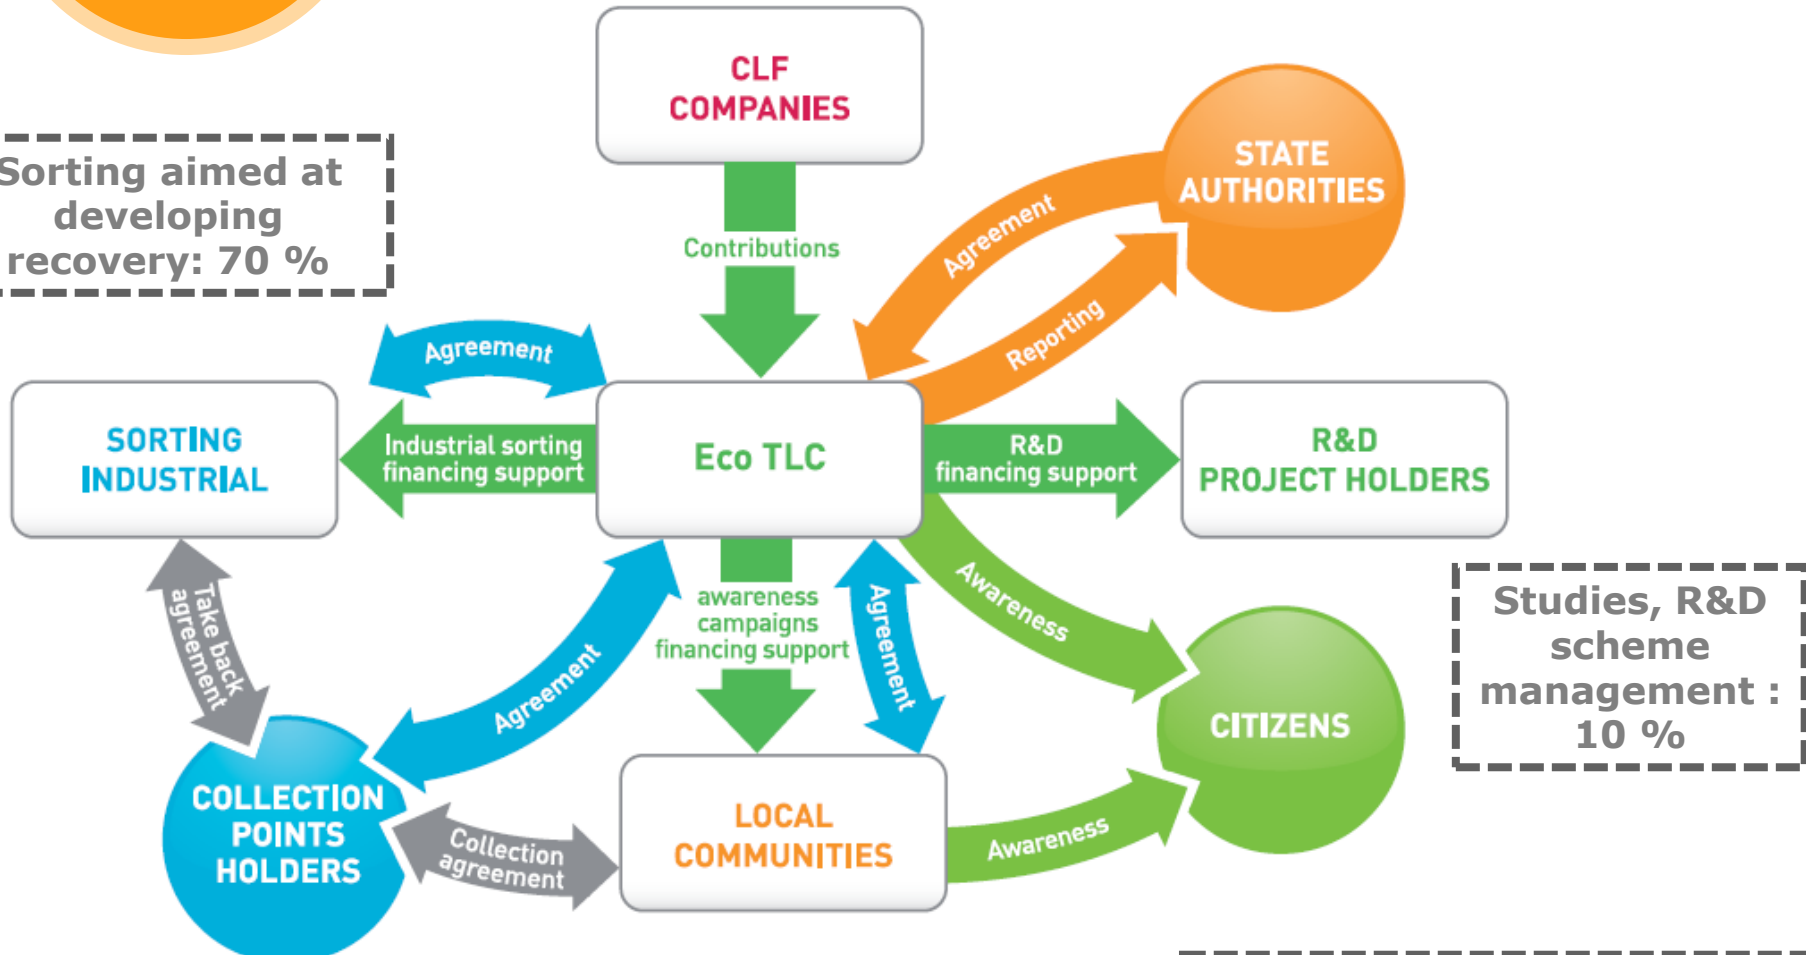 CLF
COMPANIES
STATE
AUTHORITIES
Sorting aimed at
developing
recovery: 70 %
Contributions
Agreement
Reporting
Agreement
SORTING
INDUSTRIAL
Industrial sorting
financing support
Eco TLC
R&D
financing support
R&D
PROJECT HOLDERS
Take back
agreement
Agreement
awareness
campaigns
financing support
Agreement
Awareness
Studies, R&D
scheme
management :
10 %
CITIZENS
COLLECTION
POINTS
HOLDERS
Collection
agreement
LOCAL
COMMUNITIES
Awareness